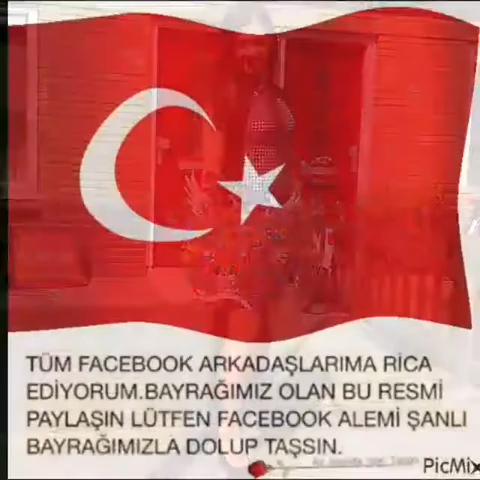 TÜM FACEBOOK ARKADAŞLARIMA RİCA
EDİYORUM.BAYRAĞIMIZ OLAN BU RESMİ
PAYLAŞIN LÜTFEN FACEBOOK ALEMİ ŞANLI
BAYRAĞIMIZLA DOLUP TAŞSIN.
PicMix